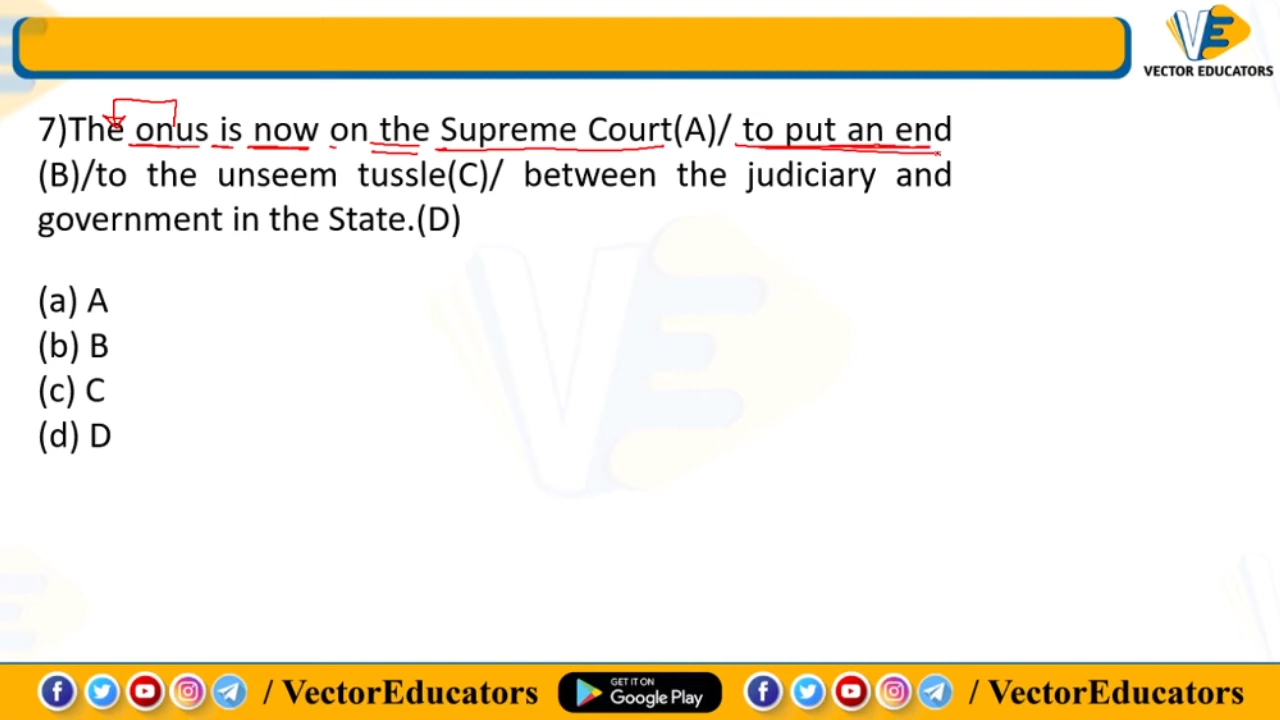 VECTOR EDUCATORS
7)The onus is now on the Supreme Court(A)/ to put an end
(B)/to the unseem tussle(C)/ between the judiciary and
government in the State.(D)
(a) A
(b) B
(c) C
(d) D
/ VectorEducators
GET IT ON
Google Play
/ VectorEducators